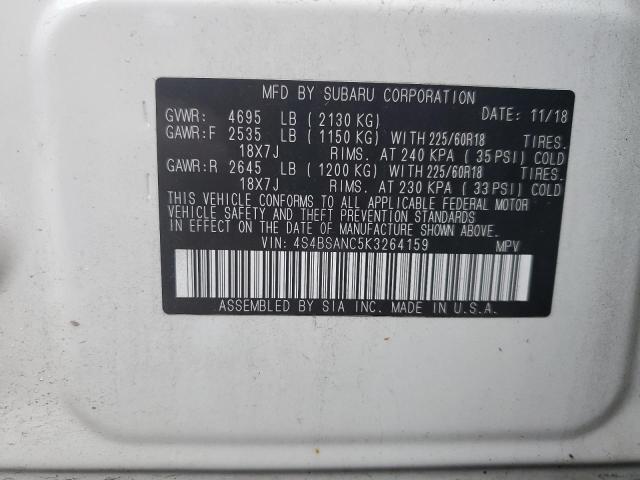 MFD BY SUBARU CORPORATION
GVWR: 4695 LB ( 2130 KG) DATE: 11/18
GAWR:F 2535 LB ( 1150 KG) WITH 225/60R18 TIRES.
18X7J RIMS. AT 240 KPA ( 35 PSI) COLD
GAWR:R 2645 LB ( 1200 KG) WITH 225/60R18 TIRES.
18X7J RIMS. AT 230 KPA ( 33 PSI) COLD
THIS VEHICLE CONFORMS TO ALL APPLICABLE FEDERAL MOTOR
VEHICLE SAFETY AND THEFT PREVENTION STANDARDS
IN EFFECT ON THE DATE OF MANUFACTURE SHOWN ABOVE.
VIN: 4S4BSANC5K3264159 MPV
ASSEMBLED BY SIA INC. MADE IN U.S.A.